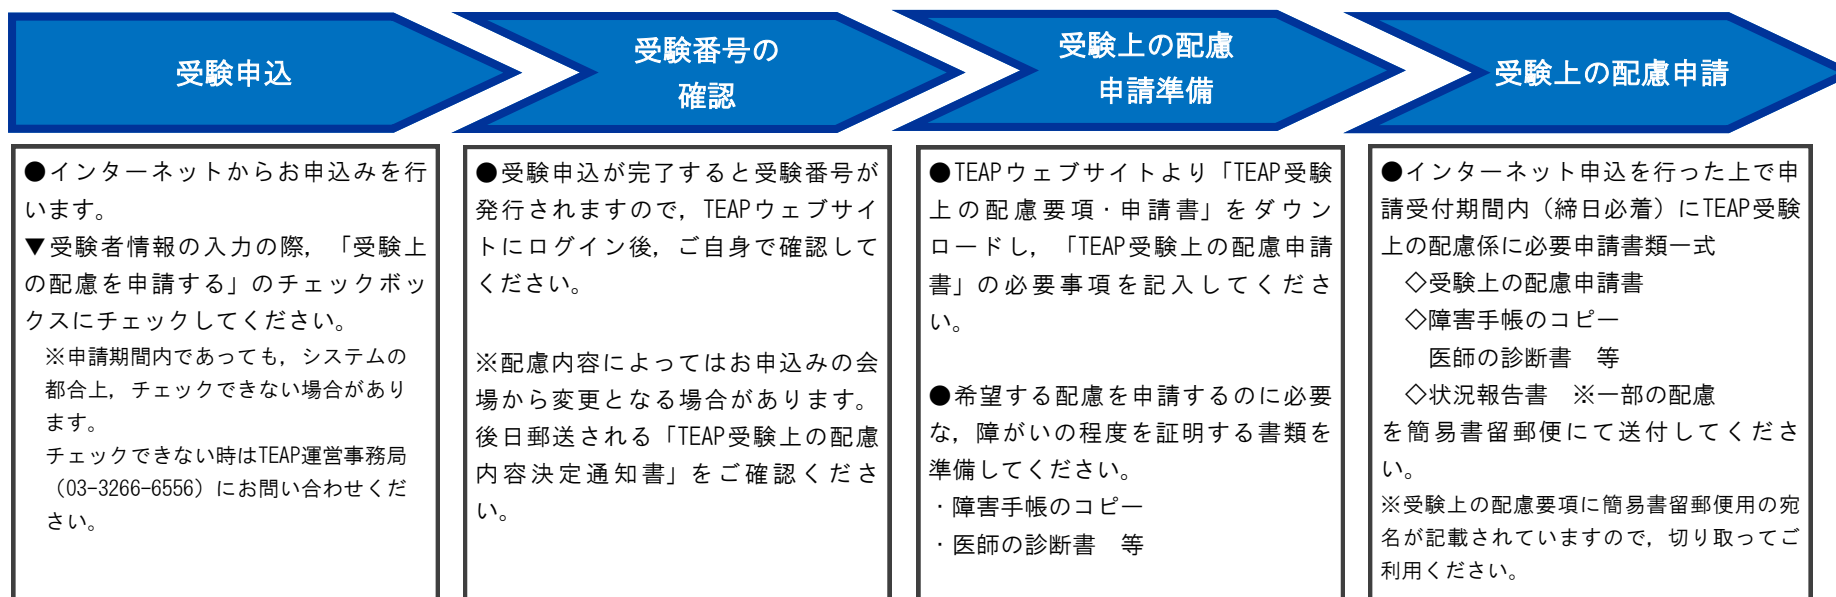 受験申込
●インターネットからお申込みを行
います。
▼受験者情報の入力の際，「受験上
の配慮を申請する」のチェックボッ
クスにチェックしてください。
※申請期間内であっても，システムの
都合上，チェックできない場合があり
ます。
チェックできない時はTEAP運営事務局
（03-3266-6556）にお問い合わせくだ
さい。
受験番号の
確認
●受験申込が完了すると受験番号が
発行されますので，TEAPウェブサイ
トにログイン後，ご自身で確認して
ください。
※配慮内容によってはお申込みの会
場から変更となる場合があります。
後日郵送される「TEAP受験上の配慮
内容決定通知書」をご確認くださ
い。
受験上の配慮
申請準備
●TEAPウェブサイトより「TEAP受験
上の配慮要項・申請書」をダウン
ロードし，「TEAP受験上の配慮申請
書」の必要事項を記入してくださ
い。
●希望する配慮を申請するのに必要
な，障がいの程度を証明する書類を
準備してください。
・障害手帳のコピー
・医師の診断書　等
受験上の配慮申請
●インターネット申込を行った上で申
請受付期間内（締日必着）にTEAP受験
上の配慮係に必要申請書類一式
◇受験上の配慮申請書
◇障害手帳のコピー
医師の診断書　等
◇状況報告書　※一部の配慮
を簡易書留郵便にて送付してくださ
い。
※受験上の配慮要項に簡易書留郵便用の宛
名が記載されていますので，切り取ってご
利用ください。